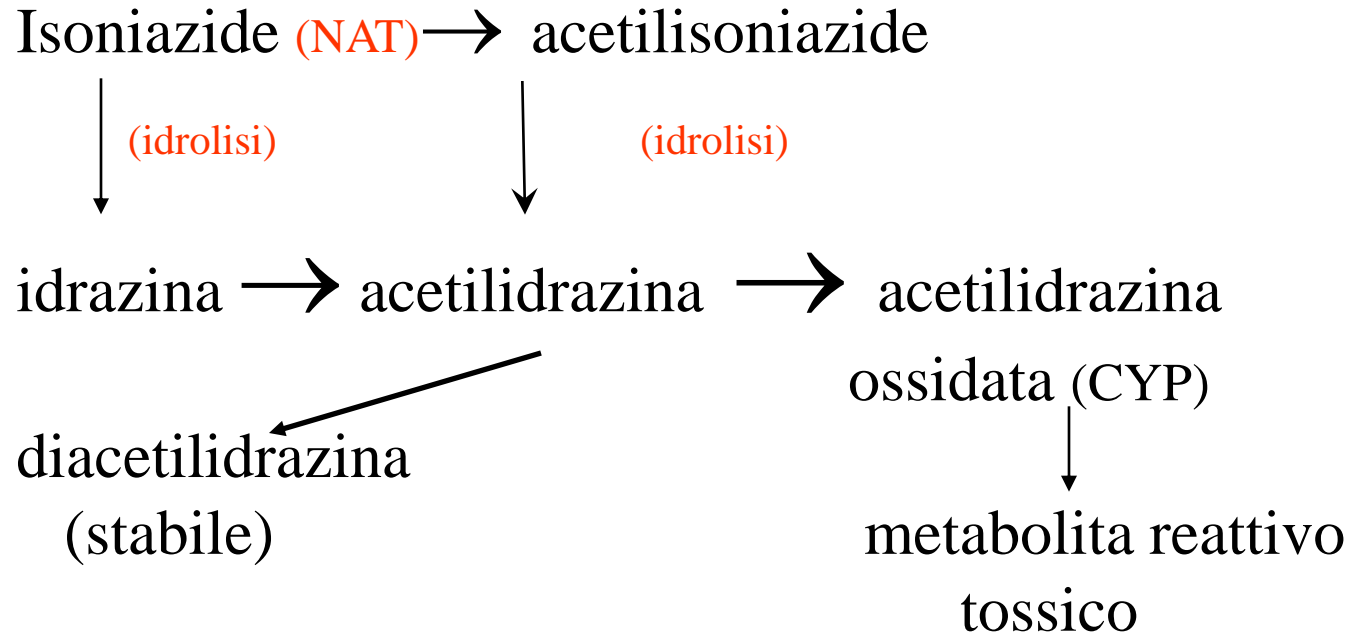 Isoniazide (NAT) → acetilisoniazide
(idrolisi) (idrolisi)
idrazina → acetilidrazina → acetilidrazina
ossidata (CYP)
diacetilidrazina
(stabile)
metabolita reattivo
tossico